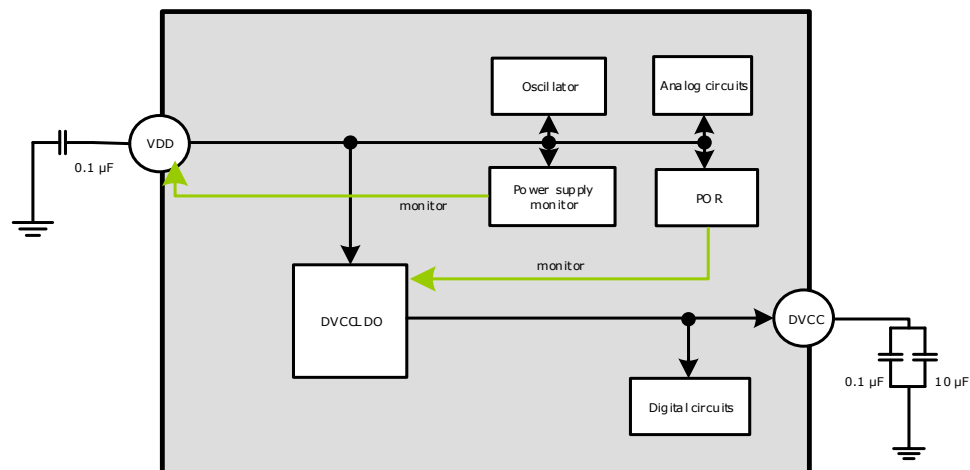 Oscillator
Analog circuits
VDD
0.1 µF
Power supply
monitor
POR
monitor
monitor
DVCCLDO
DVCC
0.1 µF
10 µF
Digital circuits